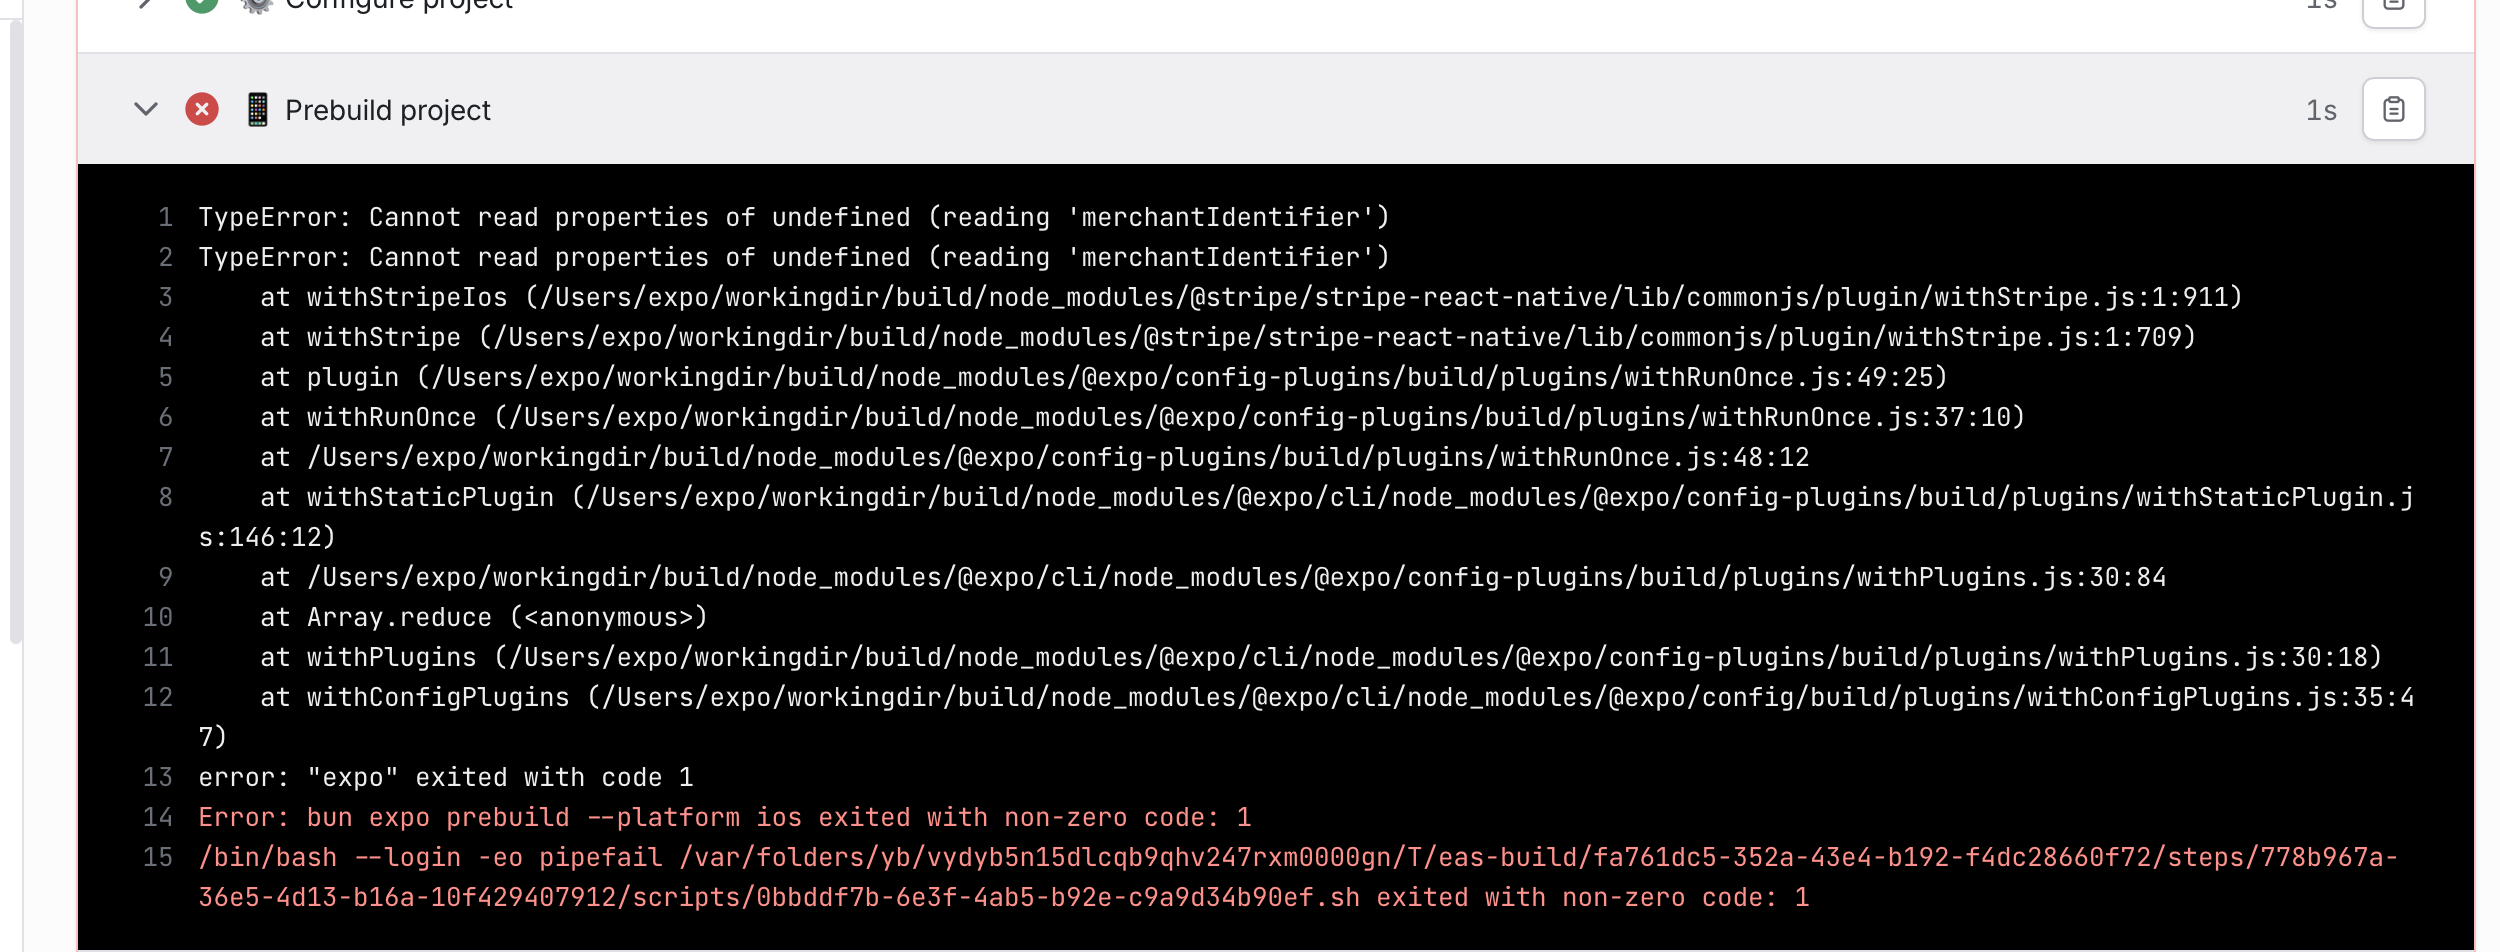 Configure project
1s
Prebuild project
1s
1 TypeError: Cannot read properties of undefined (reading 'merchantIdentifier')
2 TypeError: Cannot read properties of undefined (reading 'merchantIdentifier')
3     at withStripeIos (/Users/expo/workingdir/build/node_modules/@stripe/stripe-react-native/lib/commonjs/plugin/withStripe.js:1:911)
4     at withStripe (/Users/expo/workingdir/build/node_modules/@stripe/stripe-react-native/lib/commonjs/plugin/withStripe.js:1:709)
5     at plugin (/Users/expo/workingdir/build/node_modules/@expo/config-plugins/build/plugins/withRunOnce.js:49:25)
6     at withRunOnce (/Users/expo/workingdir/build/node_modules/@expo/config-plugins/build/plugins/withRunOnce.js:37:10)
7     at /Users/expo/workingdir/build/node_modules/@expo/config-plugins/build/plugins/withRunOnce.js:48:12
8     at withStaticPlugin (/Users/expo/workingdir/build/node_modules/@expo/cli/node_modules/@expo/config-plugins/build/plugins/withStaticPlugin.j
s:146:12)
9     at /Users/expo/workingdir/build/node_modules/@expo/cli/node_modules/@expo/config-plugins/build/plugins/withPlugins.js:30:84
10     at Array.reduce (<anonymous>)
11     at withPlugins (/Users/expo/workingdir/build/node_modules/@expo/cli/node_modules/@expo/config-plugins/build/plugins/withPlugins.js:30:18)
12     at withConfigPlugins (/Users/expo/workingdir/build/node_modules/@expo/cli/node_modules/@expo/config/build/plugins/withConfigPlugins.js:35:4
7)
13 error: "expo" exited with code 1
14 Error: bun expo prebuild --platform ios exited with non-zero code: 1
15 /bin/bash --login -eo pipefail /var/folders/yb/vydyb5n15dlcqb9qhv247rxm0000gn/T/eas-build/fa761dc5-352a-43e4-b192-f4dc28660f72/steps/778b967a-
36e5-4d13-b16a-10f429407912/scripts/0bbddf7b-6e3f-4ab5-b92e-c9a9d34b90ef.sh exited with non-zero code: 1